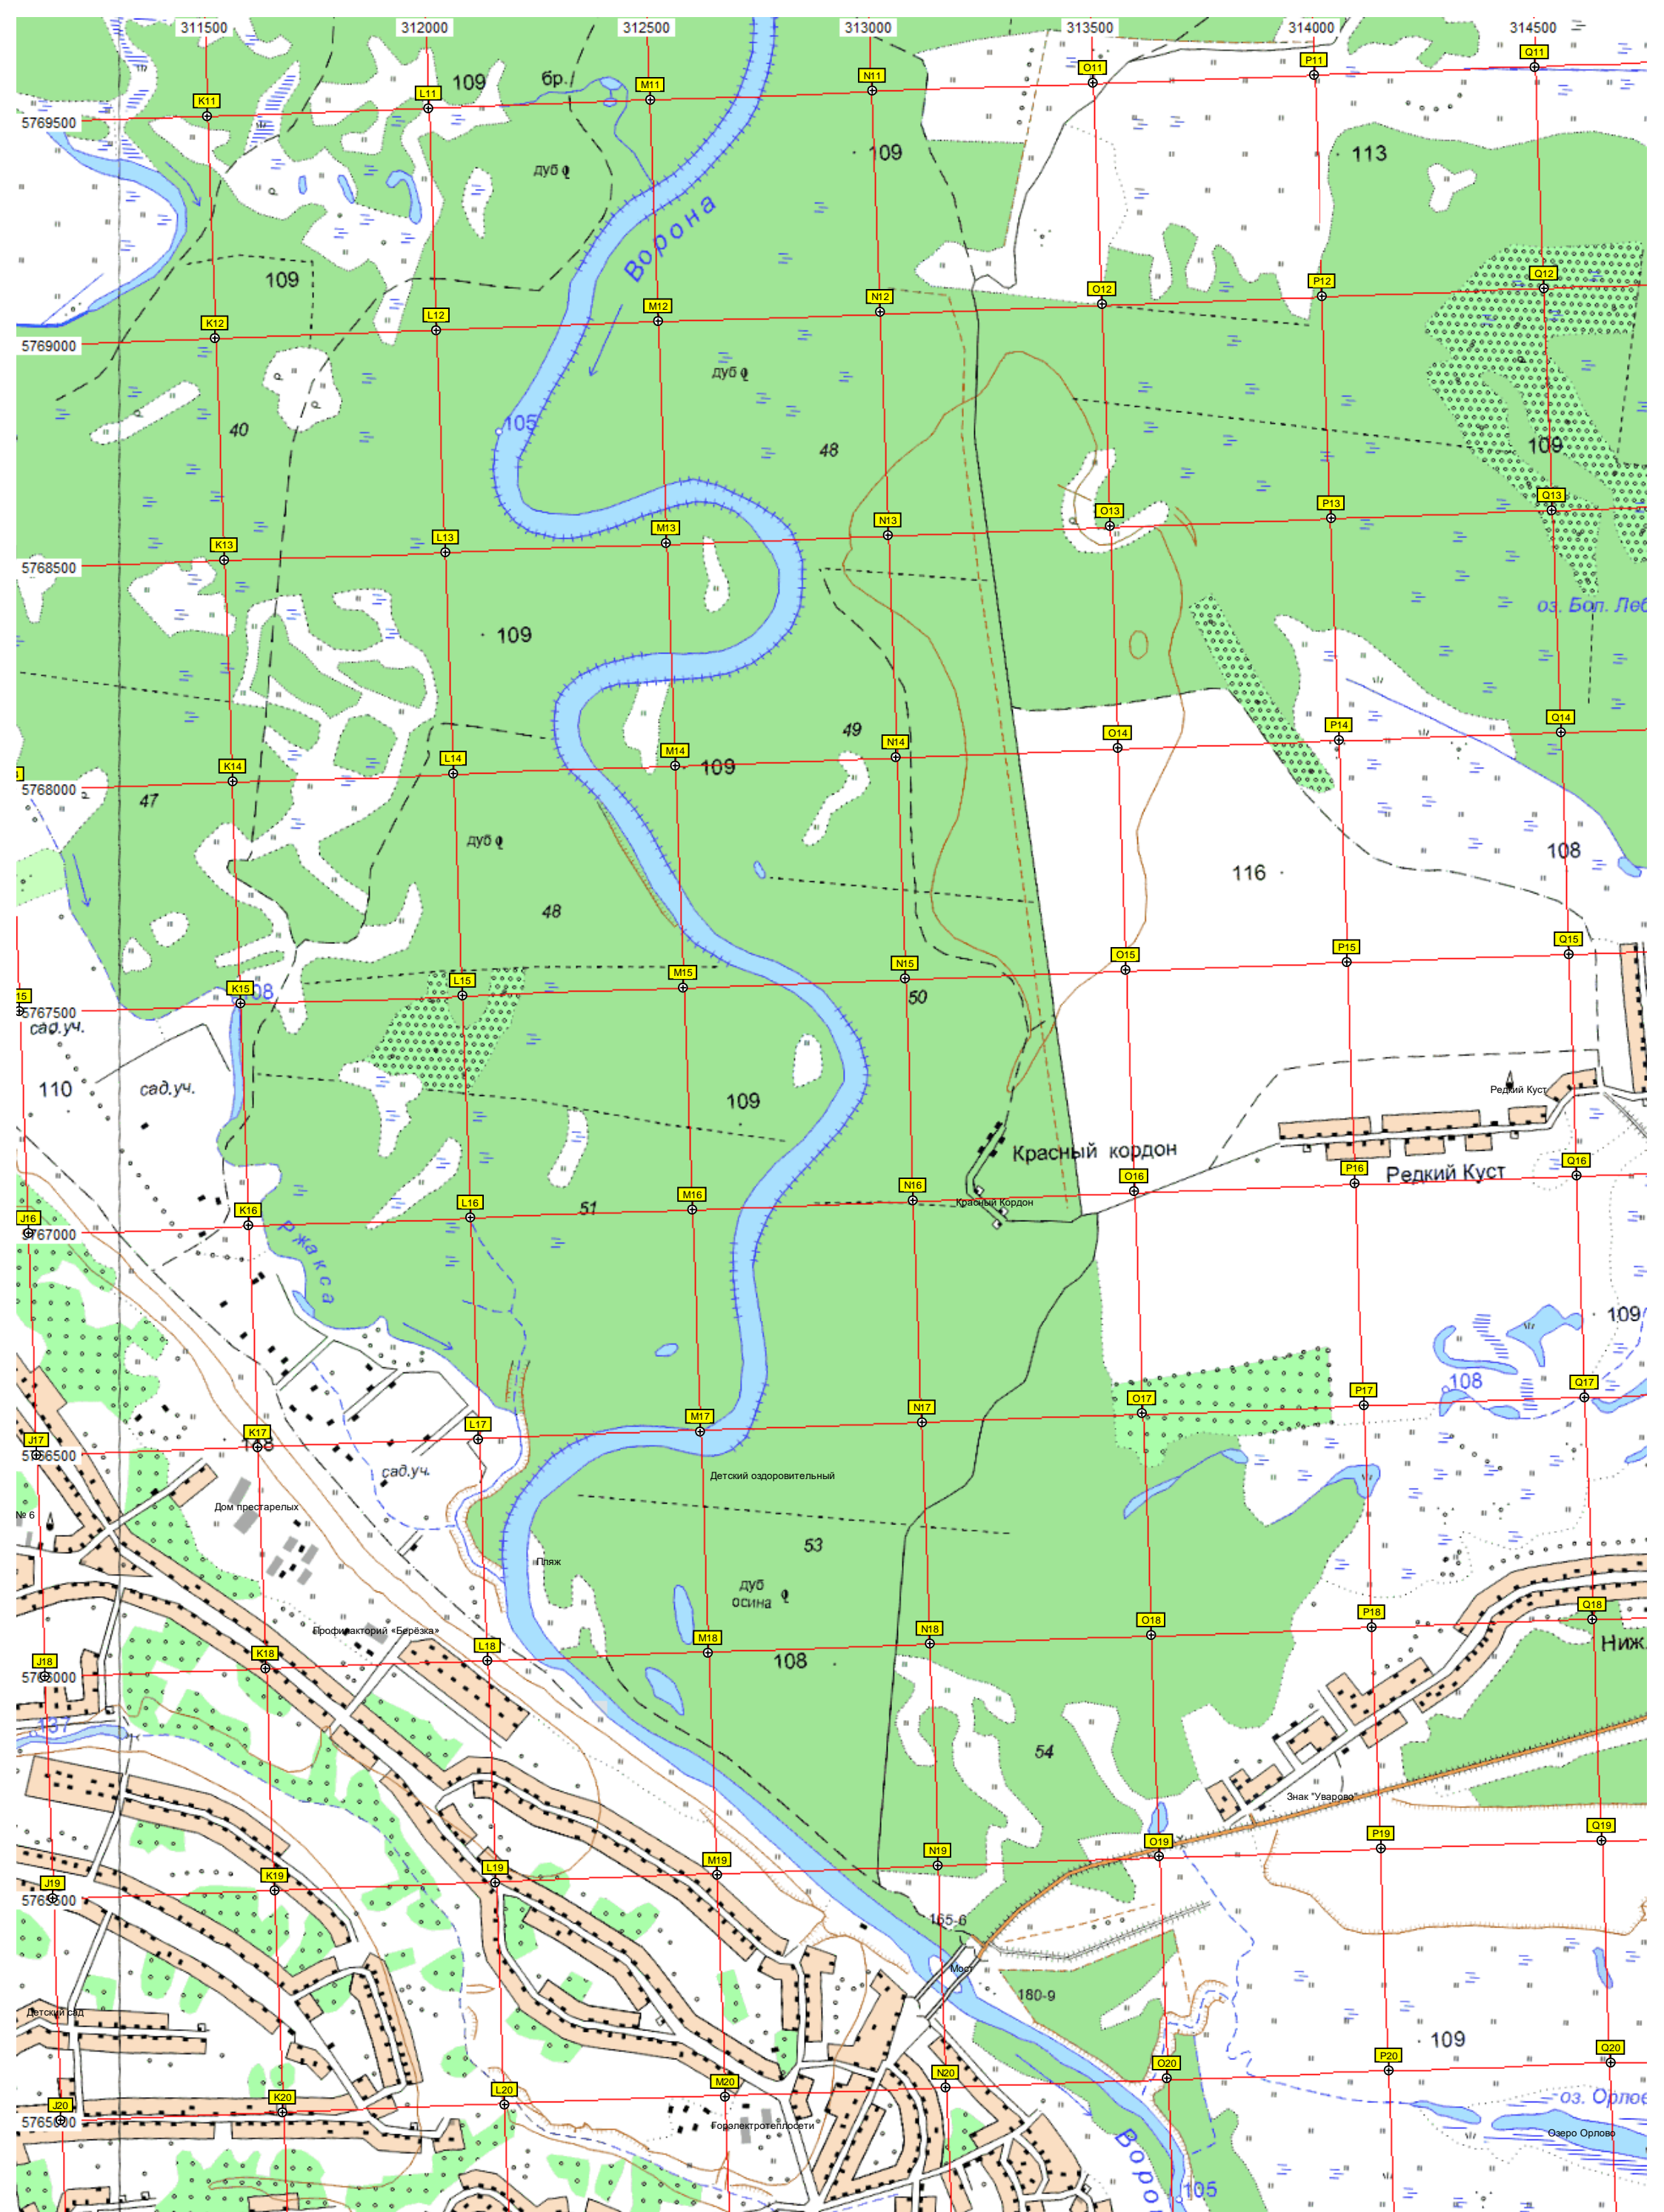 311500 312000 312500 313000 313500 314000 314500
K11 L11 M11 N11 O11 P11 Q11
109 бр.
5769500
109 113
дуб
Ворона
109
K12 L12 M12 N12 O12 P12 Q12
5769000
дуб
40 105 48 109
K13 L13 M13 N13 O13 P13 Q13
5768500
оз. Бол. Леб
109
49
K14 L14 M14 N14 O14 P14 Q14
109
5768000
47
дуб 116 108
48
K15 L15 M15 N15 O15 P15 Q15
08 50
5767500
сад.уч.
110 сад.уч. 109 Редкий Куст
Красный кордон
Редкий Куст
J16 K16 L16 M16 N16 O16 P16 Q16
51 Красный Кордон
Ржакса
109
108
J17 K17 L17 M17 N17 O17 P17 Q17
сад.уч. Детский оздоровительный
Дом престарелых
№ 6
53
Пляж
дуб
осина
J18 K18 L18 M18 N18 O18 P18 Q18
Профилакторий «Берёзка»
Ниж.
108
137
54
Знак "Уварово"
J19 K19 L19 M19 N19 O19 P19 Q19
165-6
Мост
180-9
Детский сад
109
J20 K20 L20 M20 N20 O20 P20 Q20
оз. Орлов
Горэлектротеплосети
Озеро Орлово
Ворон
105